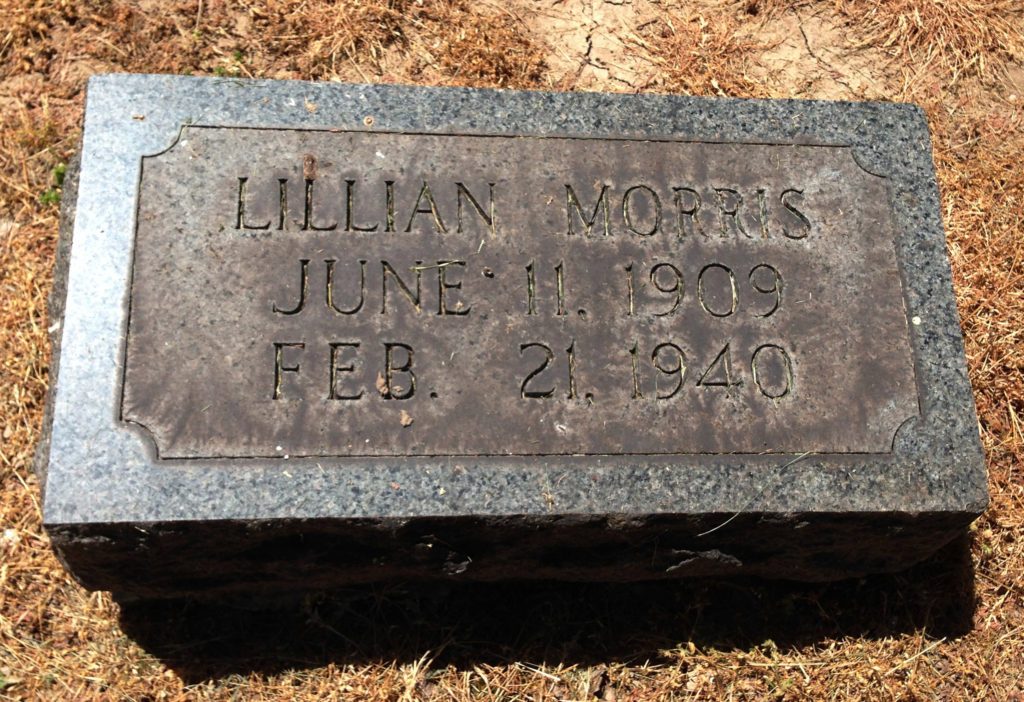 LILLIAN MORRIS
JUNE 11. 1909
FEB. 21. 1940